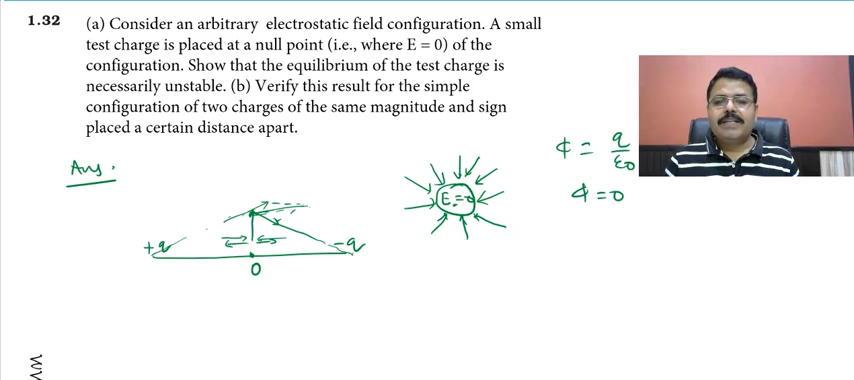 1.32 (a) Consider an arbitrary electrostatic field configuration. A small
test charge is placed at a null point (i.e., where E = 0) of the
configuration. Show that the equilibrium of the test charge is
necessarily unstable. (b) Verify this result for the simple
configuration of two charges of the same magnitude and sign
placed a certain distance apart.
Ans.
ϕ = q/ε0
E = 0
ϕ = 0
+q -q
O
W